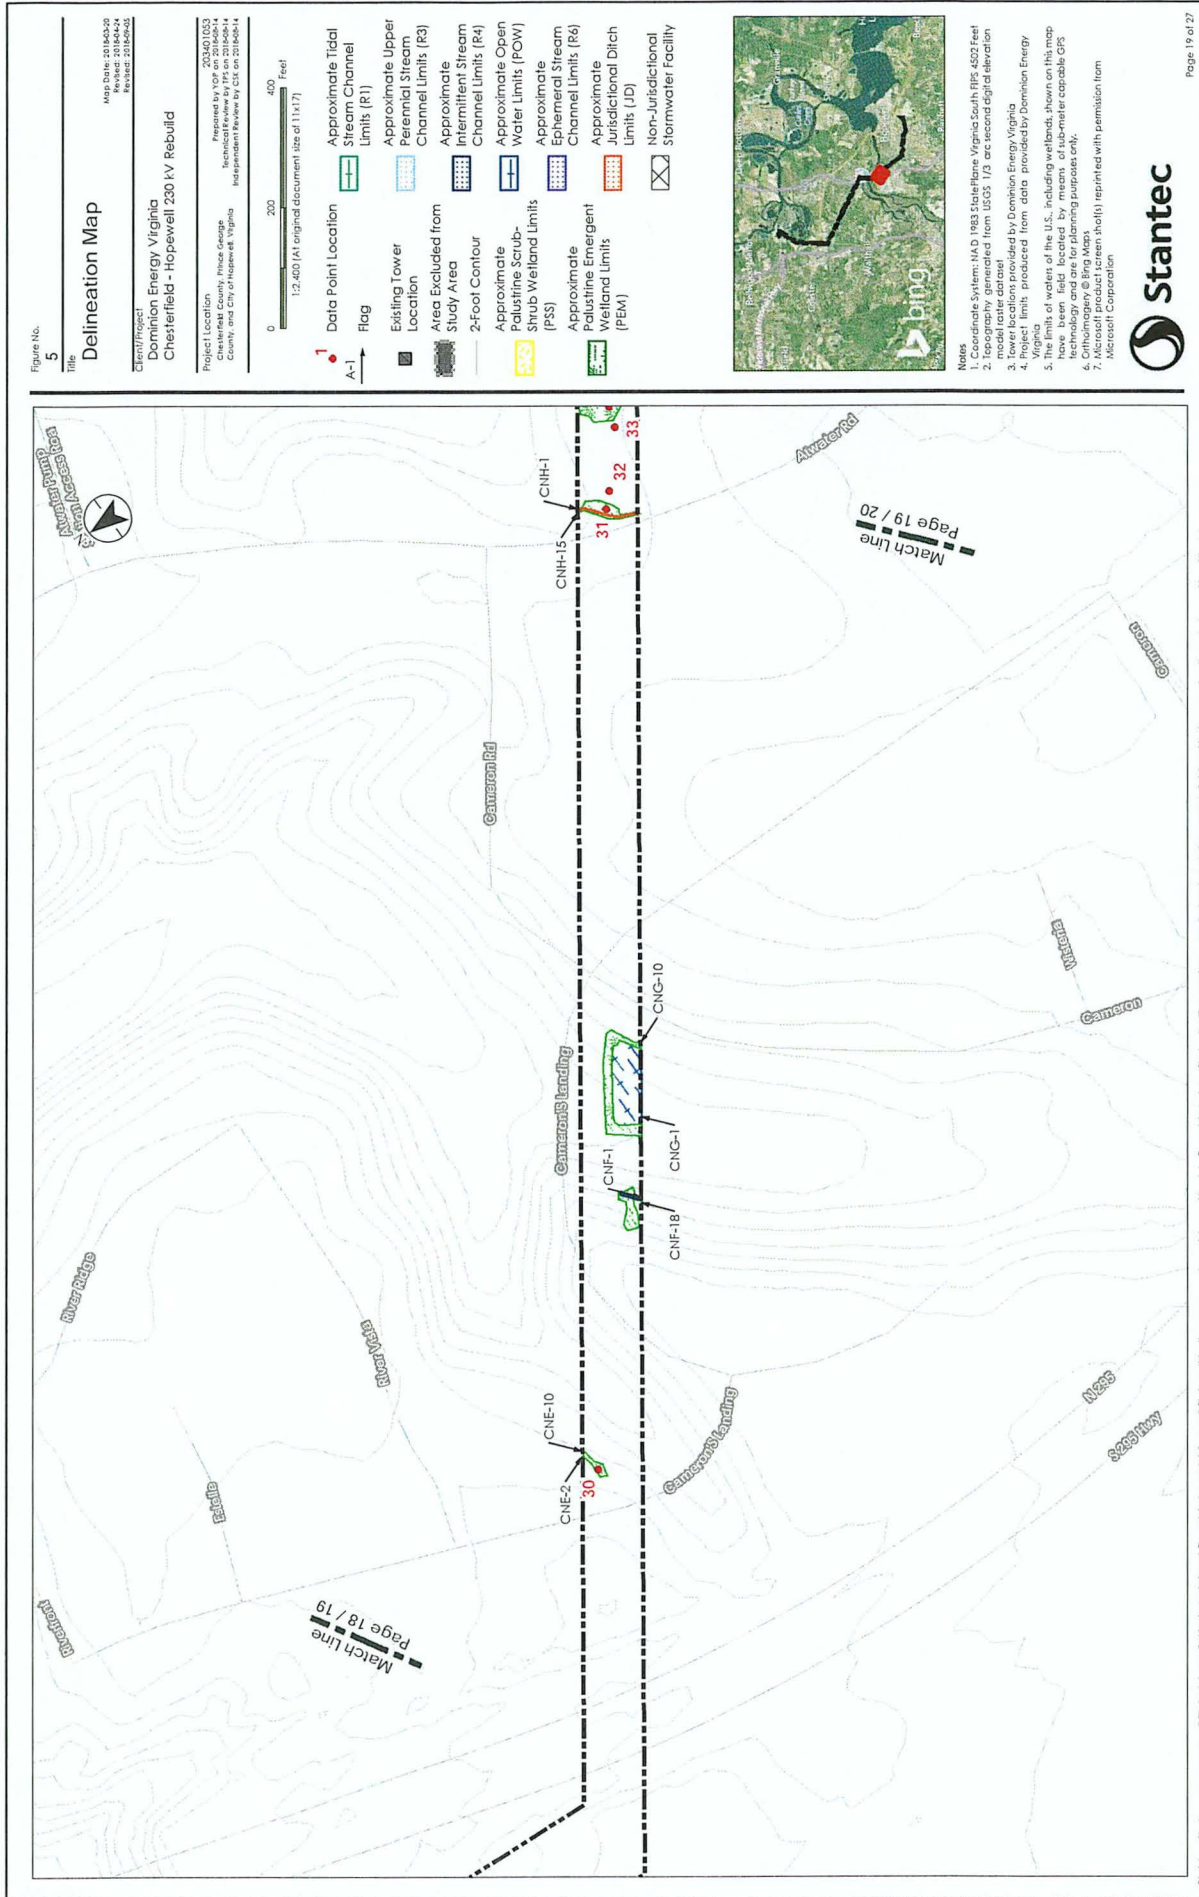 Figure No.
5
Title
Delineation Map
Client/Project
Dominion Energy Virginia
Chesterfield - Hopewell 230 kV Rebuild
Project Location
Chesterfield County, Prince George
County, and City of Hopewell, Virginia
203401053
Prepared by YOP on 2018-08-14
Technical Review by TPS on 2018-08-14
Independent Review by CSK on 2018-08-14
Map Date: 2018-03-20
Revised: 2018-04-24
Revised: 2018-09-05
0 200 400
Feet
1:2,400 (At original document size of 11x17)
1
Data Point Location
A-1
Flag
Existing Tower
Location
Area Excluded from
Study Area
2-Foot Contour
Approximate
Palustrine Scrub-
Shrub Wetland Limits
(PSS)
Approximate
Palustrine Emergent
Wetland Limits
(PEM)
Approximate Tidal
Stream Channel
Limits (R1)
Approximate Upper
Perennial Stream
Channel Limits (R3)
Approximate
Intermittent Stream
Channel Limits (R4)
Approximate Open
Water Limits (POW)
Approximate
Ephemeral Stream
Channel Limits (R6)
Approximate
Jurisdictional Ditch
Limits (JD)
Non-Jurisdictional
Stormwater Facility
bing
Notes
1. Coordinate System: NAD 1983 StatePlane Virginia South FIPS 4502 Feet
2. Topography generated from USGS 1/3 arc second digital elevation
model raster dataset
3. Tower locations provided by Dominion Energy Virginia
4. Project limits produced from data provided by Dominion Energy
Virginia
5. The limits of waters of the U.S., including wetlands, shown on this map
have been field located by means of sub-meter capable GPS
technology and are for planning purposes only.
6. Orthoimagery © Bing Maps
7. Microsoft product screen shot(s) reprinted with permission from
Microsoft Corporation
Stantec
Page 19 of 27
Riverfront
Estelle
River Ridge
River Vista
Match Line
Page 18 / 19
CNE-2
CNE-10
30
Cameron'S Landing
Cameron'S Landing
Cameron Rd
CNF-1
CNF-18
CNG-1
CNG-10
CNH-15
CNH-1
31
32
33
Atwater Rd
Match Line
Page 19 / 20
Cameron
Wisteria
Cameron
N 295
S 295 Hwy